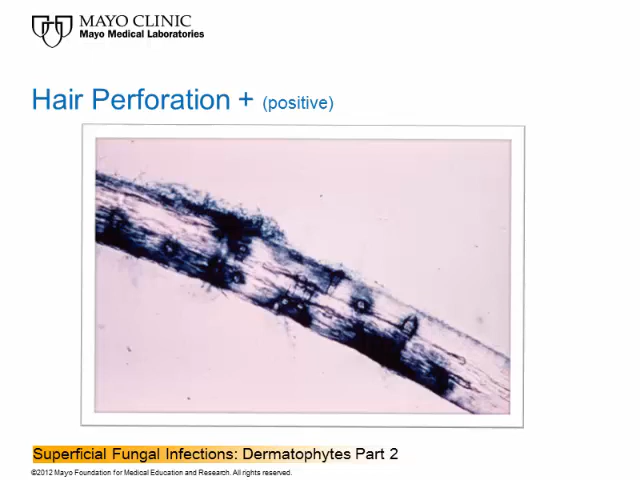 MAYO CLINIC
Mayo Medical Laboratories
Hair Perforation + (positive)
Superficial Fungal Infections: Dermatophytes Part 2
©2012 Mayo Foundation for Medical Education and Research. All rights reserved.